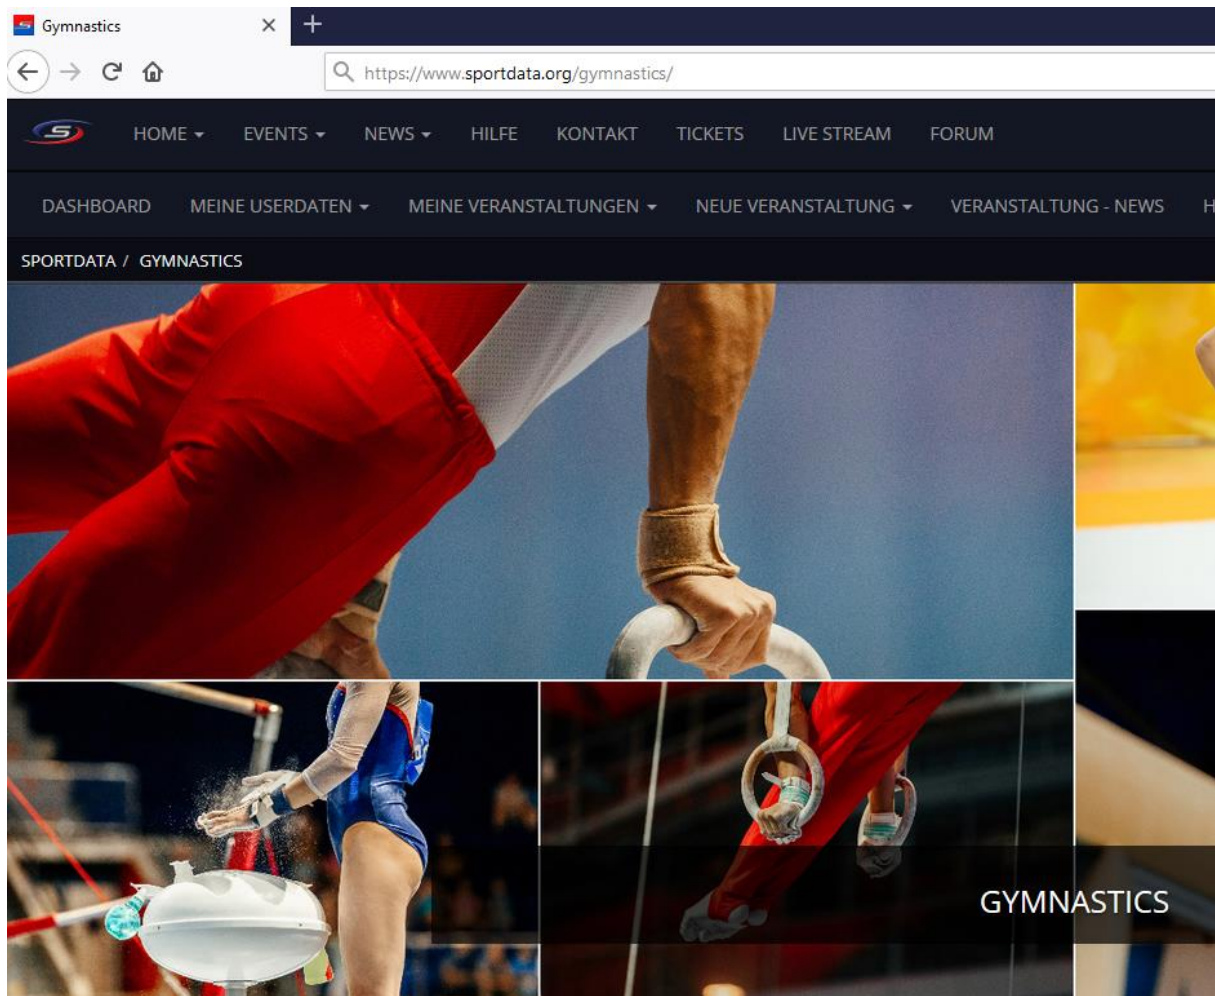 Gymnastics
https://www.sportdata.org/gymnastics/
S HOME EVENTS NEWS HILFE KONTAKT TICKETS LIVE STREAM FORUM
DASHBOARD MEINE USERDATEN MEINE VERANSTALTUNGEN NEUE VERANSTALTUNG VERANSTALTUNG - NEWS H
SPORTDATA / GYMNASTICS
GYMNASTICS